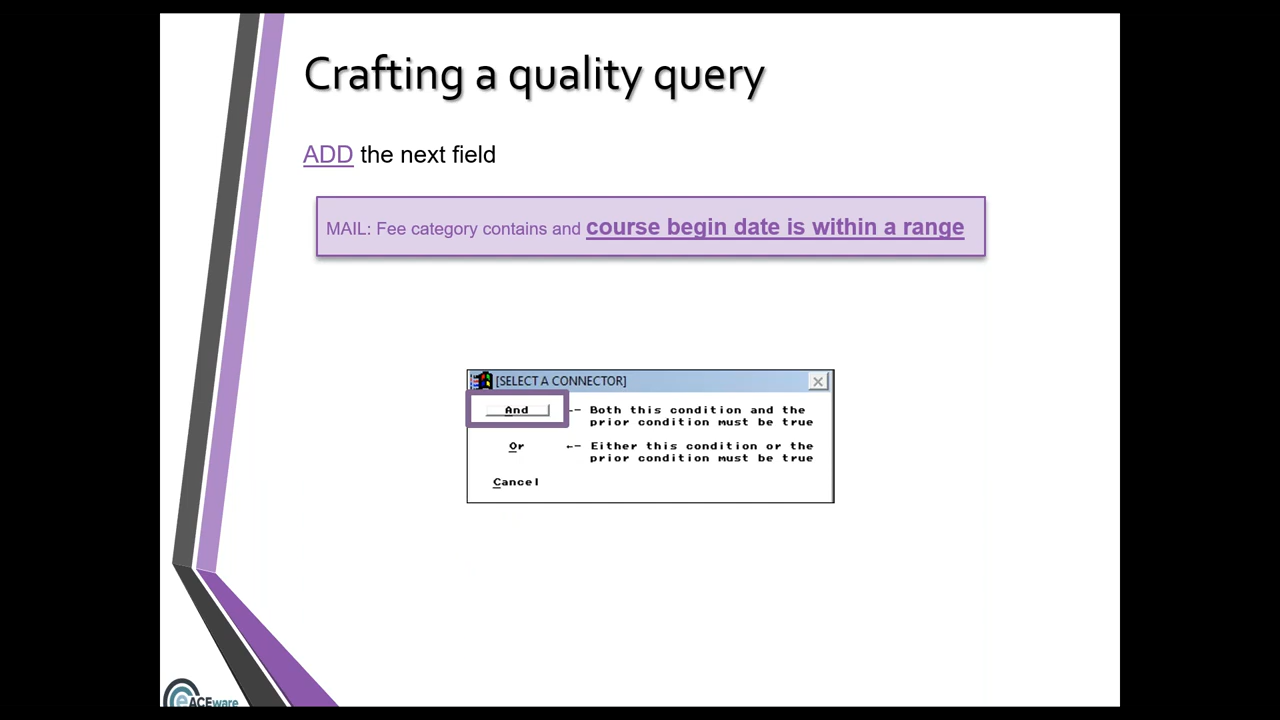 Crafting a quality query
ADD the next field
MAIL: Fee category contains and course begin date is within a range
[SELECT A CONNECTOR]
And ←- Both this condition and the
prior condition must be true
Or ←- Either this condition or the
prior condition must be true
Cancel
eACEware